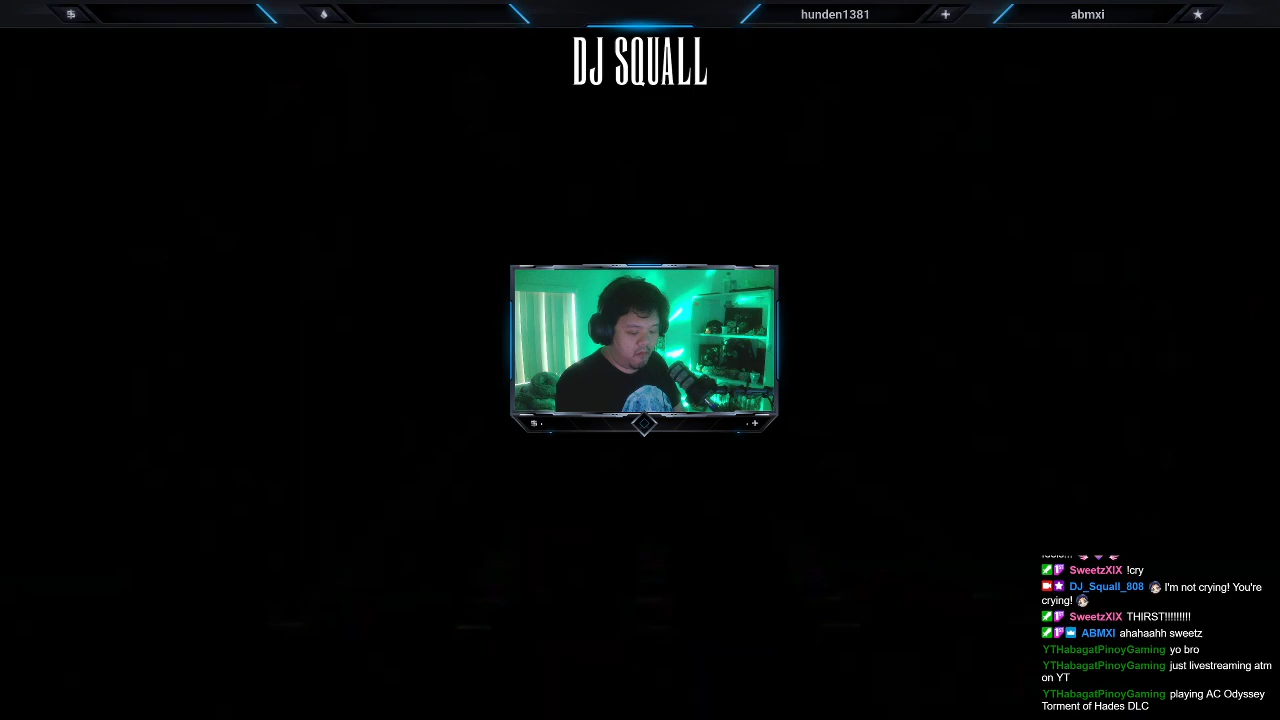 hunden1381
abmxi
DJ SQUALL
SweetzXIX !cry
DJ_Squall_808 I'm not crying! You're
crying!
SweetzXIX THIRST!!!!!!!!!
ABMXI ahahaahh sweetz
YTHabagatPinoyGaming yo bro
YTHabagatPinoyGaming just livestreaming atm
on YT
YTHabagatPinoyGaming playing AC Odyssey
Torment of Hades DLC